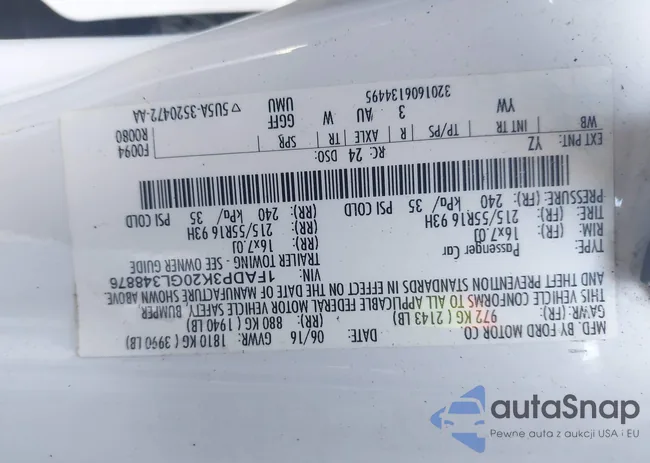 MFD. BY FORD MOTOR CO.
DATE: 06/16 GVWR: 1810 KG ( 3990 LB)
GAWR: (FR) 972 KG ( 2143 LB) (RR): 880 KG ( 1940 LB)
THIS VEHICLE CONFORMS TO ALL APPLICABLE FEDERAL MOTOR VEHICLE SAFETY, BUMPER,
AND THEFT PREVENTION STANDARDS IN EFFECT ON THE DATE OF MANUFACTURE SHOWN ABOVE.
VIN: 1FADP3K20GL348876
TYPE: Passenger Car TRAILER TOWING - SEE OWNER GUIDE
RIM: (FR): 16x7.0J (RR): 16x7.0J
TIRE: (FR): 215/55R16 93H (RR): 215/55R16 93H
PRESSURE: (FR): 240 kPa/ 35 PSI COLD (RR): 240 kPa/ 35 PSI COLD
EXT PNT: YZ RC: 24 DSO: F0094
R0080
WB INT TR TP/PS R AXLE TR SPR
YW 3 AU W GGFF
UMU
3201606134495 5U5A-3520472-AA
autaSnap
Pewne auta z aukcji USA i EU